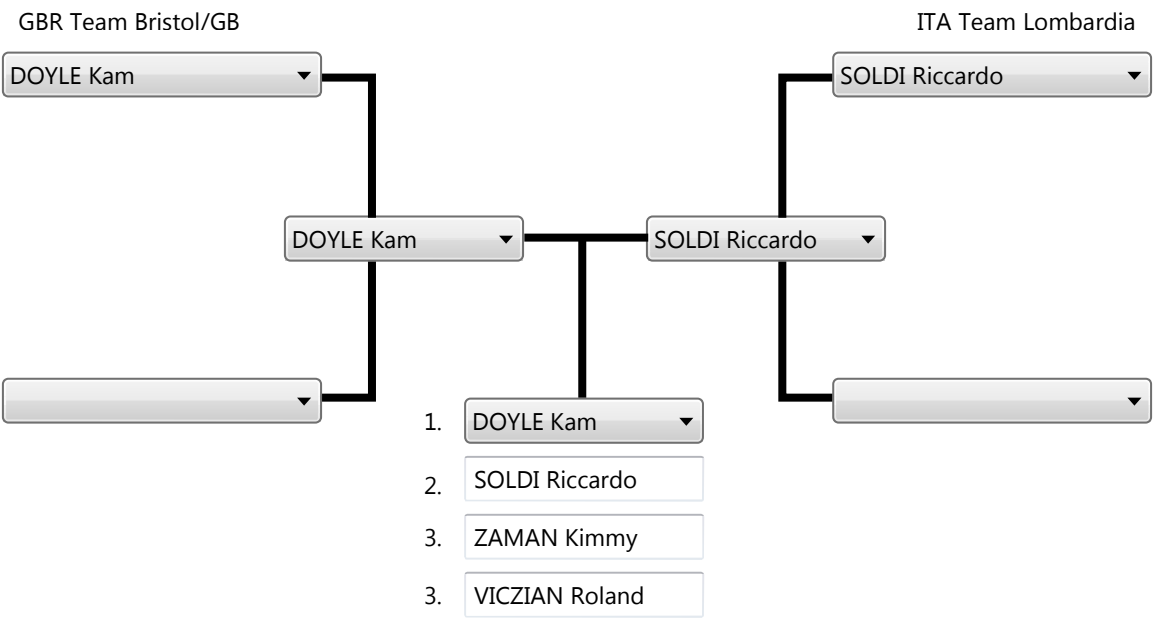 GBR Team Bristol/GB
ITA Team Lombardia
DOYLE Kam
SOLDI Riccardo
DOYLE Kam
SOLDI Riccardo
1. DOYLE Kam
2. SOLDI Riccardo
3. ZAMAN Kimmy
3. VICZIAN Roland